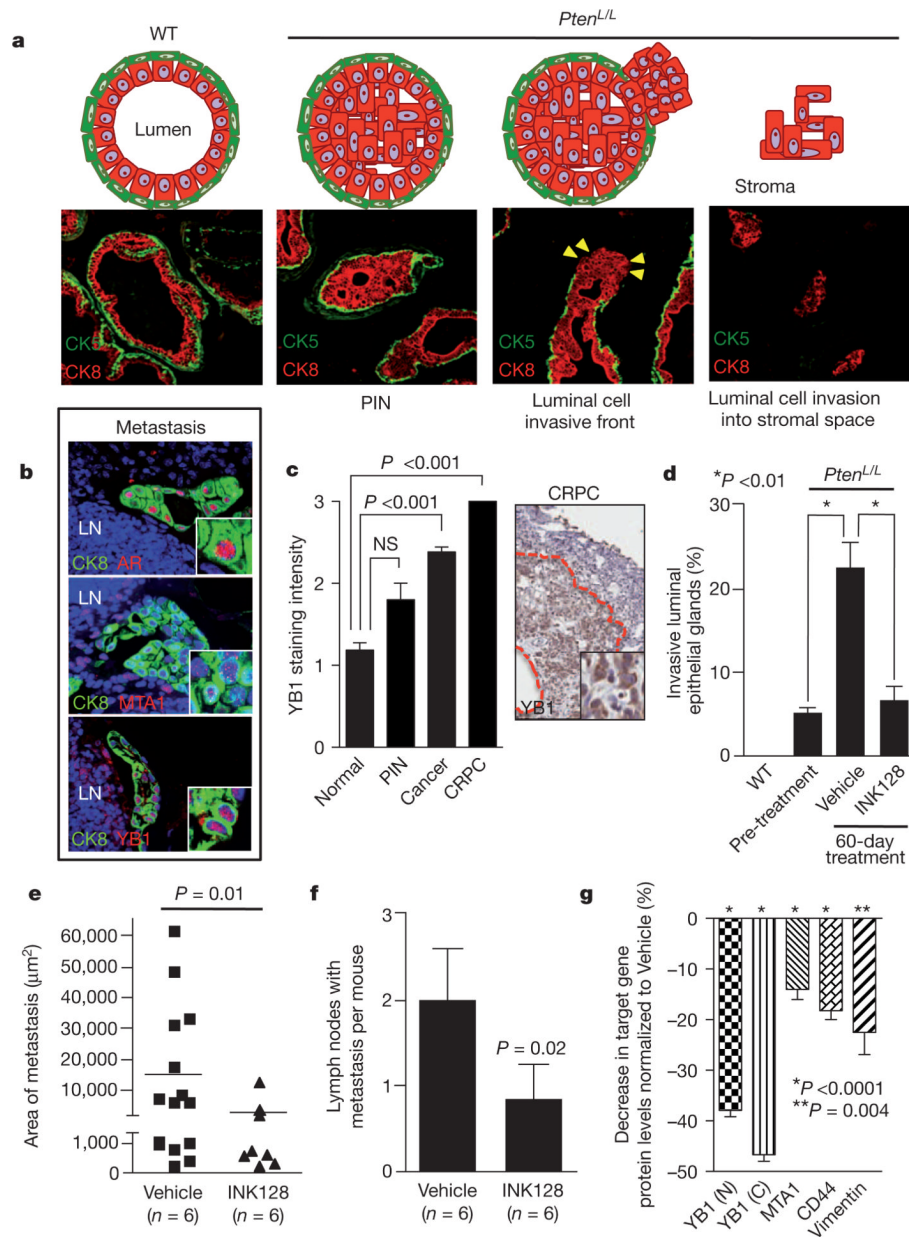 a
WT
Pten^L/L
Lumen
Stroma
CK5
CK8
CK5
CK8
CK5
CK8
CK5
CK8
PIN
Luminal cell
invasive front
Luminal cell invasion
into stromal space
b
Metastasis
LN
CK8 AR
LN
CK8 MTA1
LN
CK8 YB1
c
P <0.001
P <0.001
NS
YB1 staining intensity
3
2
1
0
Normal
PIN
Cancer
CRPC
CRPC
YB1
d
*P <0.01
Pten^L/L
* *
Invasive luminal
epithelial glands (%)
30
20
10
0
WT
Pre-treatment
Vehicle
INK128
60-day
treatment
e
P = 0.01
Area of metastasis (μm²)
60,000
50,000
40,000
30,000
20,000
10,000
1,000
0
Vehicle
(n = 6)
INK128
(n = 6)
f
Lymph nodes with
metastasis per mouse
3
2
1
0
P = 0.02
Vehicle
(n = 6)
INK128
(n = 6)
g
Decrease in target gene
protein levels normalized to Vehicle (%)
* * * * **
0
−10
−20
−30
−40
−50
*P <0.0001
**P = 0.004
YB1 (N)
YB1 (C)
MTA1
CD44
Vimentin